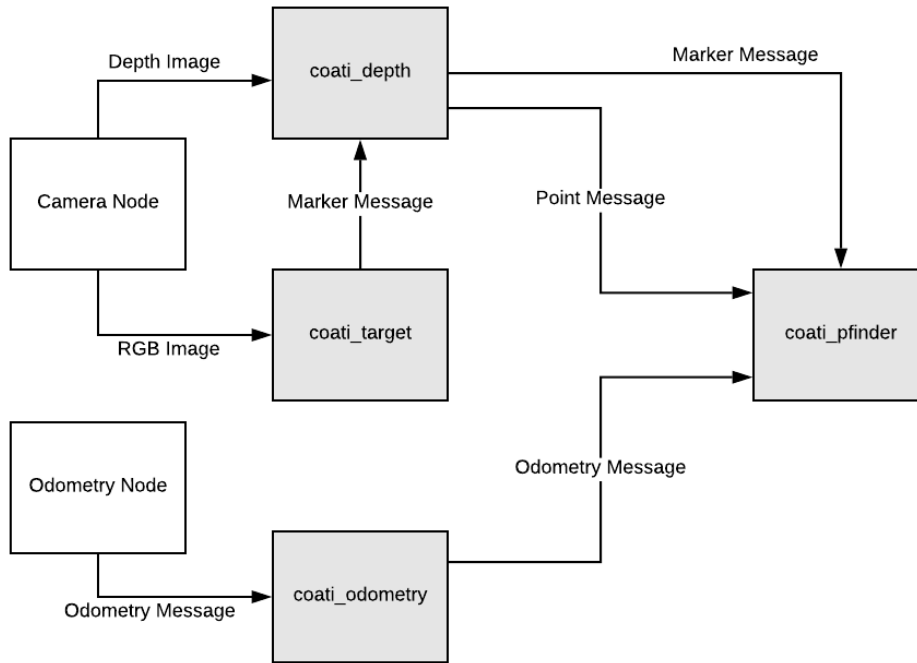 Depth Image
coati_depth
Marker Message
Camera Node
Marker Message
Point Message
RGB Image
coati_target
coati_pfinder
Odometry Node
Odometry Message
Odometry Message
coati_odometry